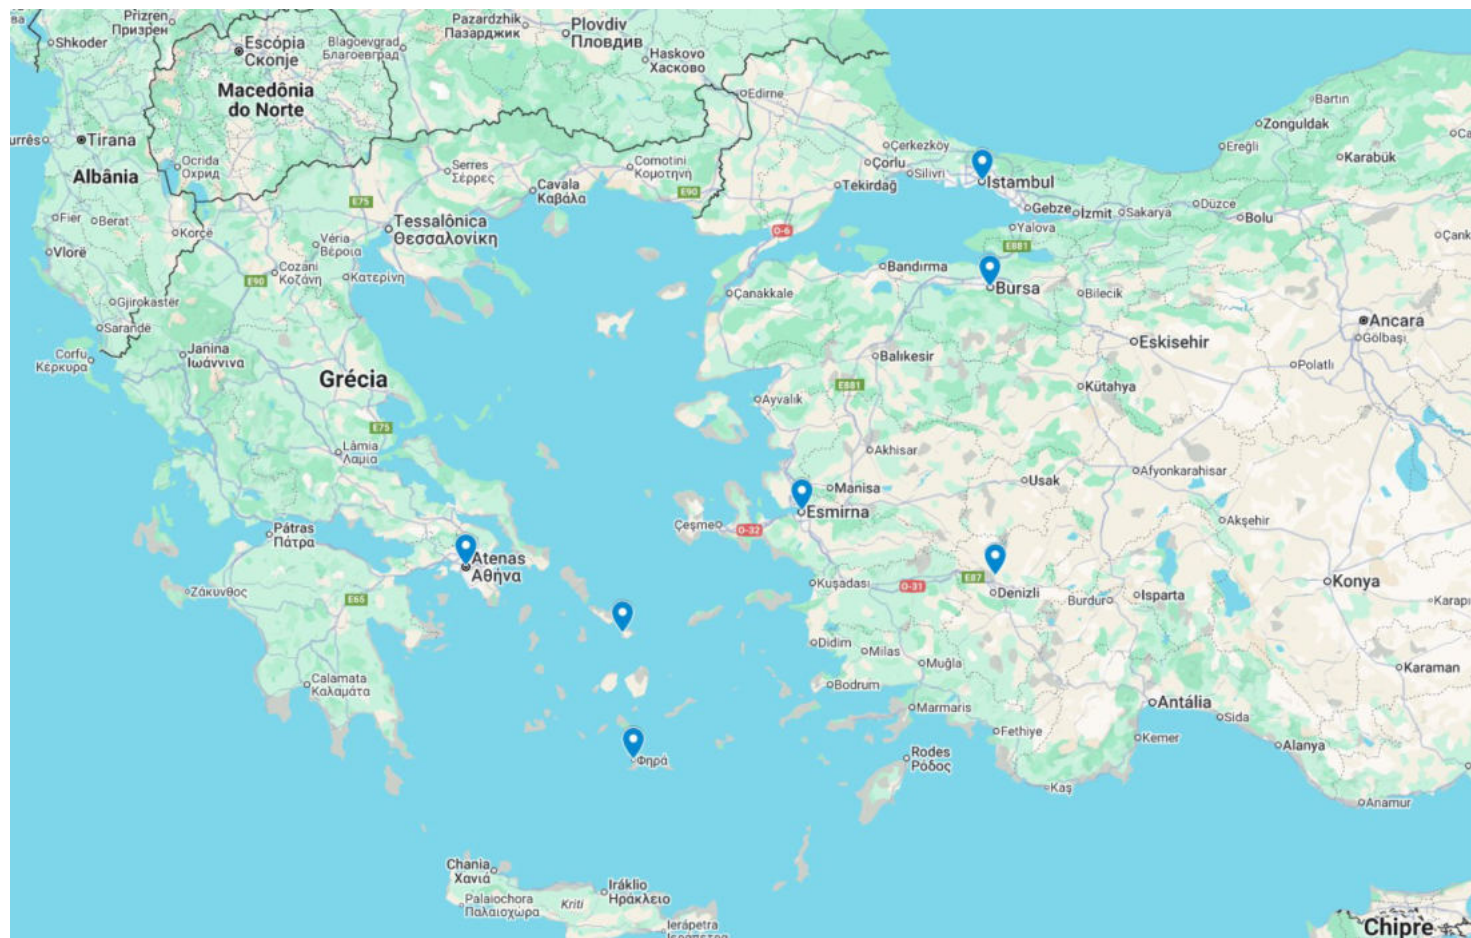 Prizren
Призрен
Shkoder
Escópia
Скопје
Blagoevgrad
Благоевград
Pazardzhik
Пазарджик
Plovdiv
Пловдив
Haskovo
Хасково
Macedônia
do Norte
Edirne
Bartın
Zonguldak
Ereğli
Karabük
Tirana
Ocrida
Охрид
Albânia
Serres
Σέρρες
Comotini
Κομοτηνή
Cavala
Καβάλα
E90
E75
Çerkezköy
Çorlu
Silivri
Tekirdağ
Istambul
Gebze
İzmit
Sakarya
Düzce
Bolu
Yalova
Fier
Berat
Korçë
Vlorë
Tessalônica
Θεσσαλονίκη
Véria
Βέροια
Cozani
Κοζάνη
Κατερίνη
E90
O-6
E881
Bandırma
Bursa
Bilecik
Çanakkale
Gjirokastër
Sarandë
Corfu
Κέρκυρα
Janina
Ιωάννινα
Grécia
Ancara
Gölbaşı
Eskisehir
Polatlı
Balıkesir
E881
Kütahya
Ayvalık
E75
Lâmia
Λαμία
Akhisar
Afyonkarahisar
Manisa
Usak
Esmirna
Çeşme
O-32
Akşehir
Pátras
Πάτρα
Atenas
Αθήνα
Ζάκυνθος
E65
Kuşadası
O-31
E87
Denizli
Burdur
Isparta
Konya
Didim
Milas
Muğla
Karaman
Calamata
Καλαμάτα
Bodrum
Marmaris
Antália
Sida
Fethiye
Kemer
Alanya
Φηρά
Rodes
Ρόδος
Kaş
Anamur
Chania
Χανιά
Palaiochora
Παλαιοχώρα
Kriti
Iráklio
Ηράκλειο
Ierápetra
Chipre